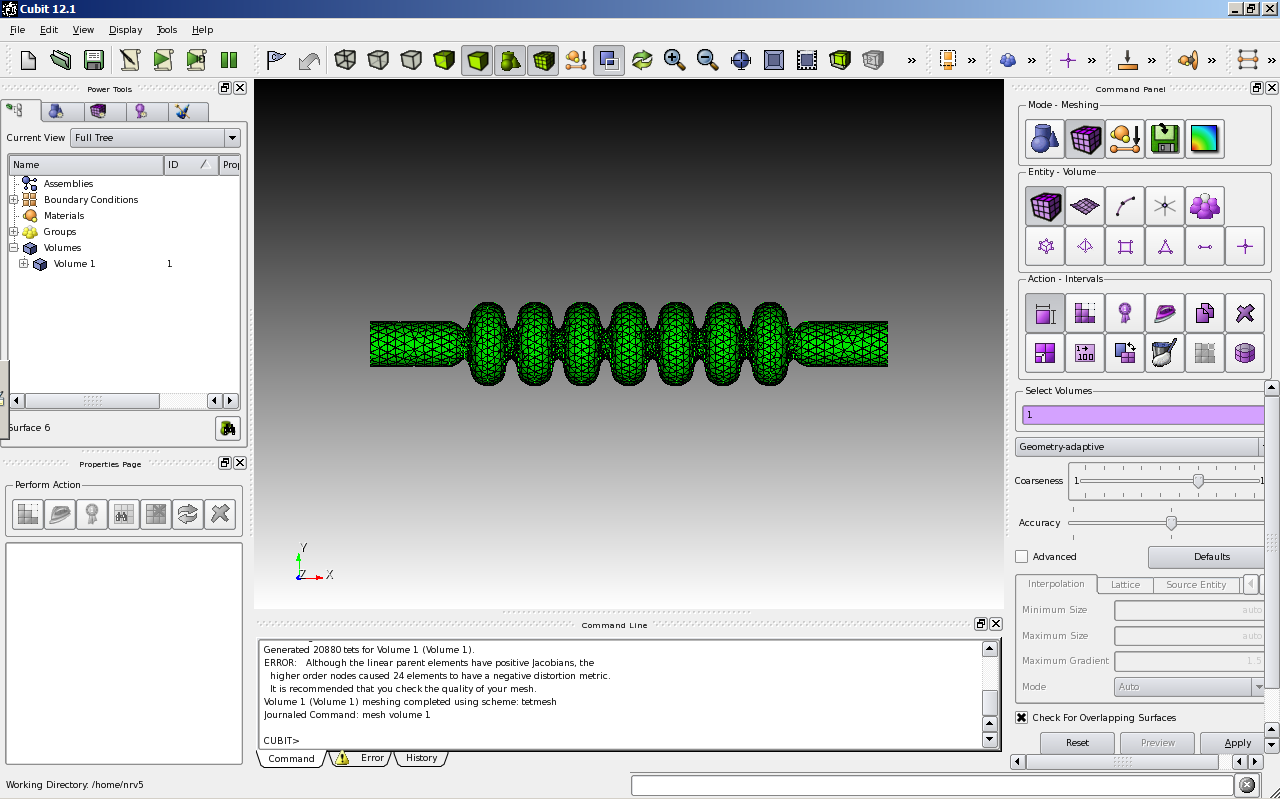 Cubit 12.1
File Edit View Display Tools Help
Power Tools
Current View Full Tree
Name ID
Assemblies
Boundary Conditions
Materials
Groups
Volumes
Volume 1 1
Surface 6
Properties Page
Perform Action
Y
Z X
Command Line
Generated 20880 tets for Volume 1 (Volume 1).
ERROR: Although the linear parent elements have positive Jacobians, the
higher order nodes caused 24 elements to have a negative distortion metric.
It is recommended that you check the quality of your mesh.
Volume 1 (Volume 1) meshing completed using scheme: tetmesh
Journaled Command: mesh volume 1
CUBIT>
Command Error History
Working Directory: /home/nrv5
Command Panel
Mode - Meshing
Entity - Volume
Action - Intervals
1→100
Select Volumes
1
Geometry-adaptive
Coarseness 1
Accuracy
Advanced Defaults
Interpolation Lattice Source Entity
Minimum Size auto
Maximum Size auto
Maximum Gradient 1.5
Mode Auto
Check For Overlapping Surfaces
Reset Preview Apply